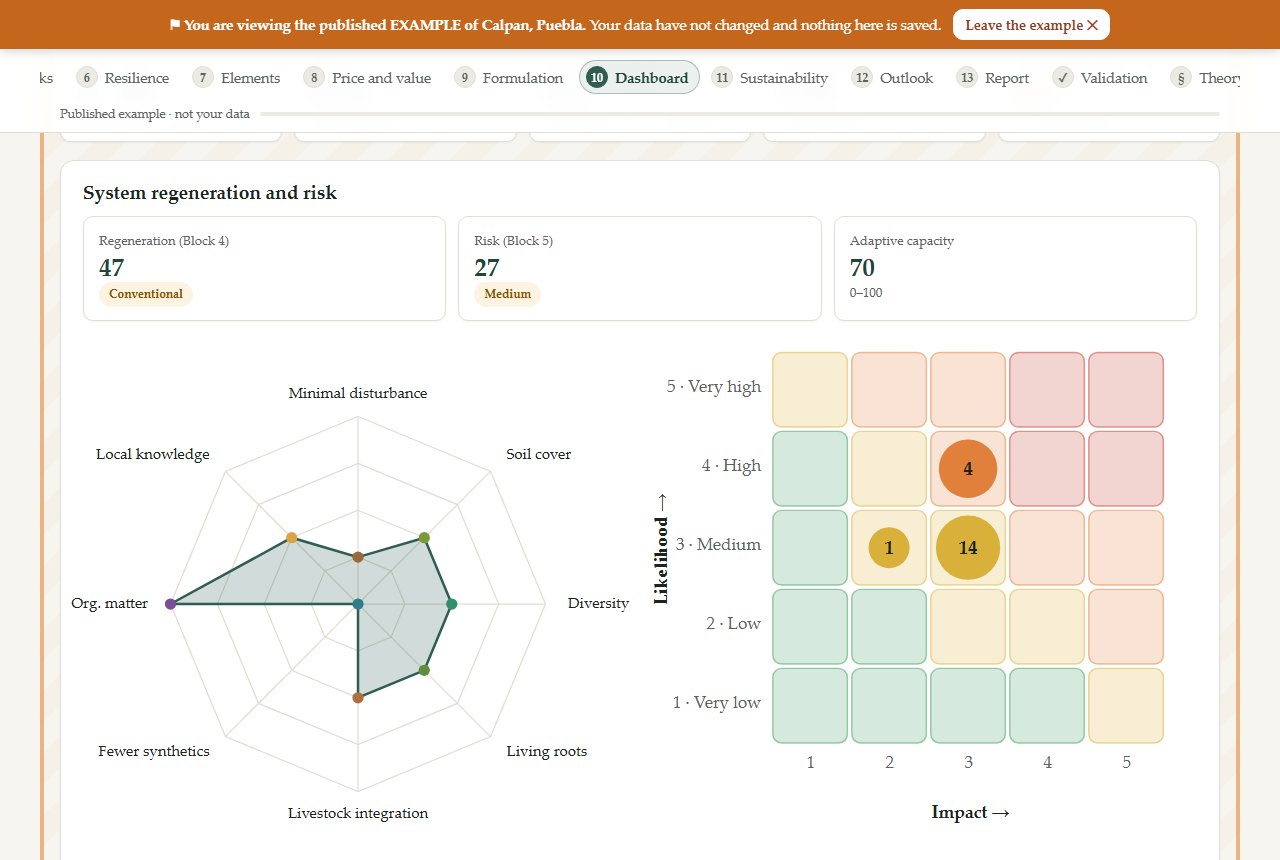 ⚑ You are viewing the published EXAMPLE of Calpan, Puebla. Your data have not changed and nothing here is saved. Leave the example ✕
ks 6 Resilience 7 Elements 8 Price and value 9 Formulation 10 Dashboard 11 Sustainability 12 Outlook 13 Report ✓ Validation § Theory
Published example · not your data
System regeneration and risk
Regeneration (Block 4)
47
Conventional
Risk (Block 5)
27
Medium
Adaptive capacity
70
0–100
Minimal disturbance
Local knowledge
Soil cover
Org. matter
Diversity
Fewer synthetics
Living roots
Livestock integration
Likelihood →
5 · Very high
4 · High
4
3 · Medium
1
14
2 · Low
1 · Very low
1 2 3 4 5
Impact →